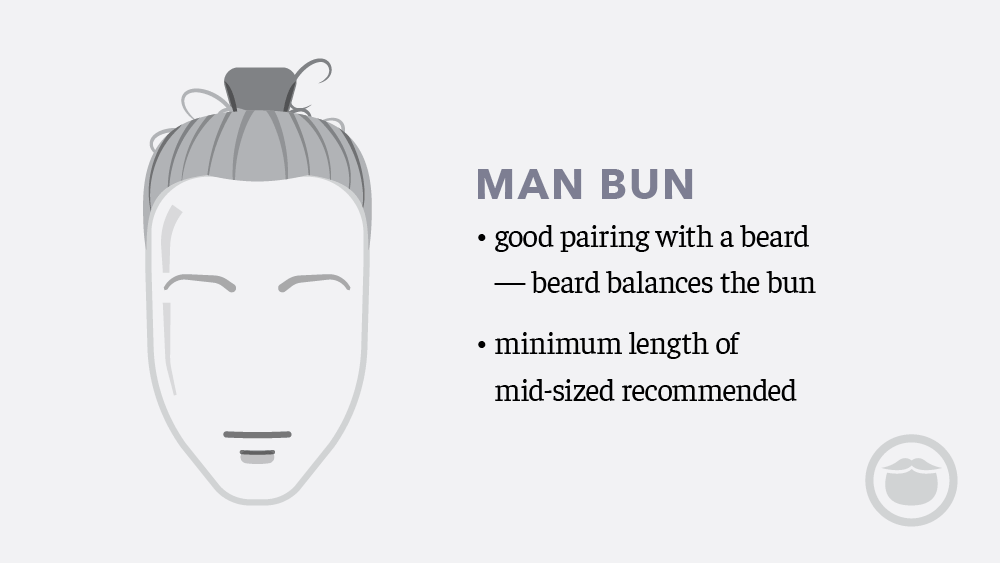 MAN BUN
• good pairing with a beard
— beard balances the bun
• minimum length of
mid-sized recommended